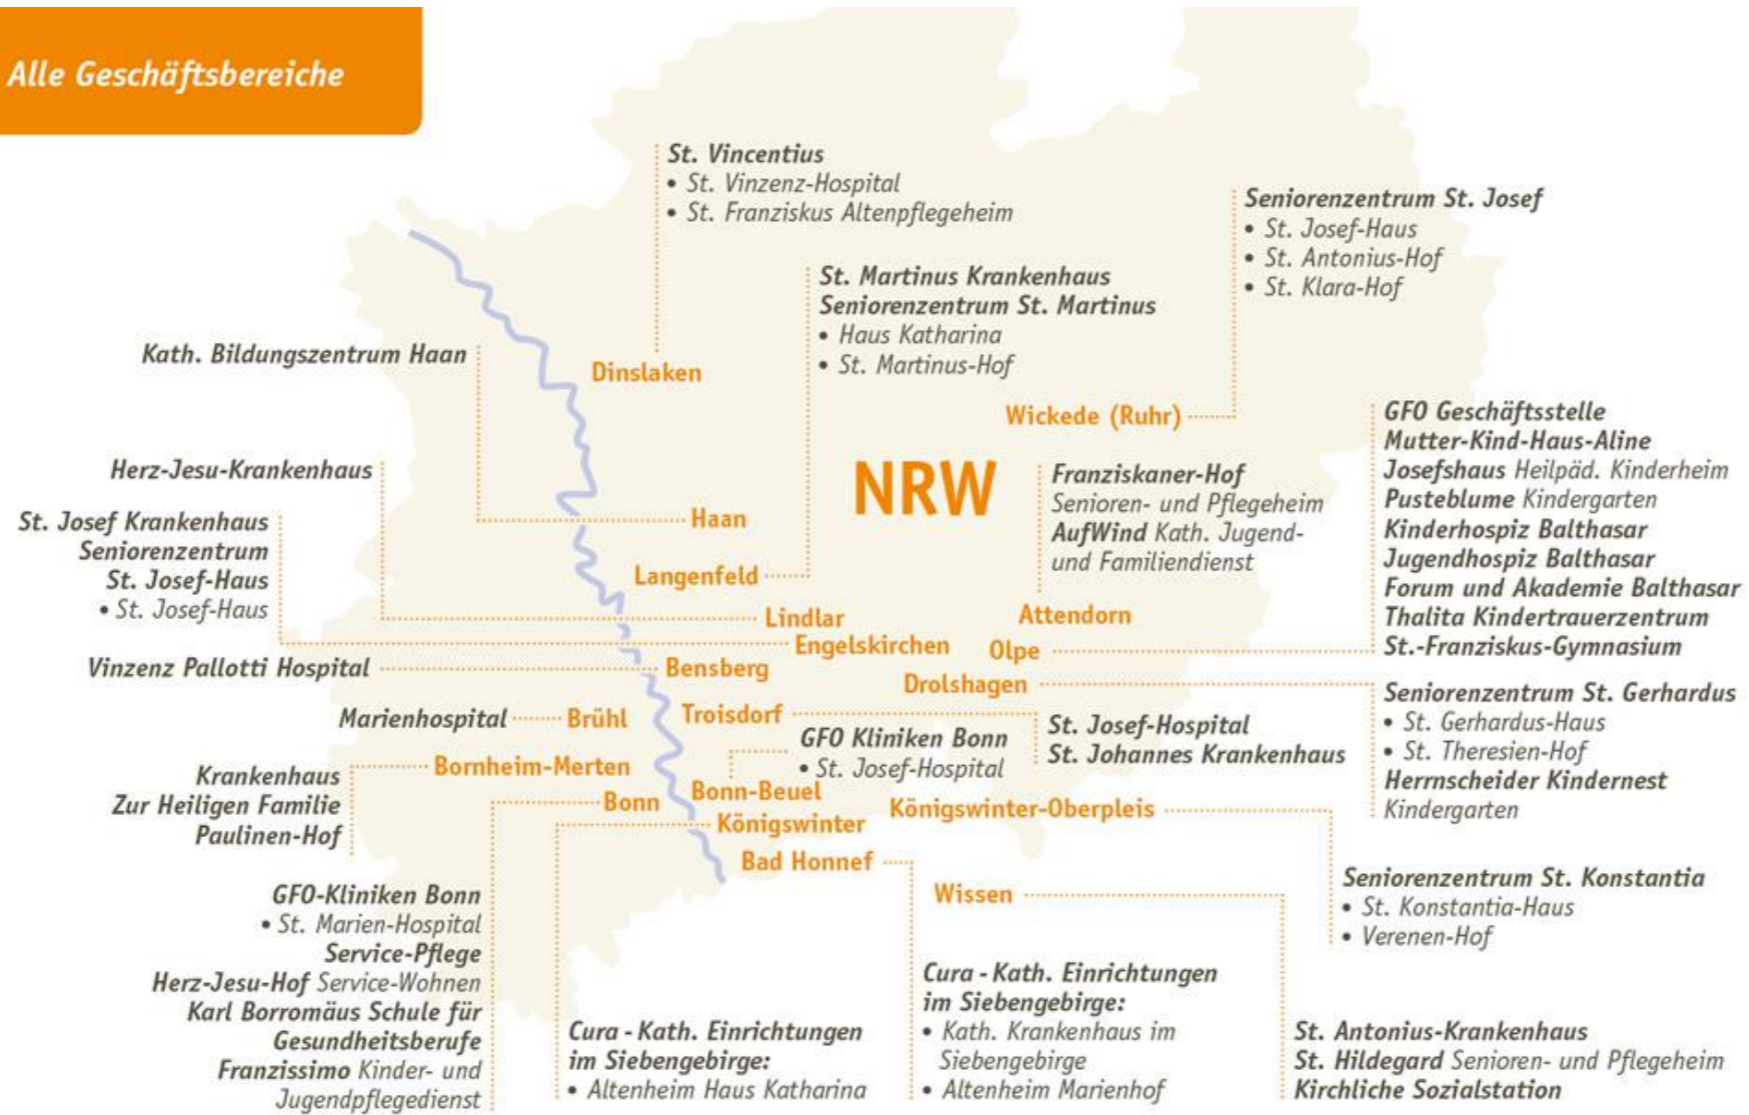 Alle Geschäftsbereiche
St. Vincentius
• St. Vinzenz-Hospital
• St. Franziskus Altenpflegeheim
Dinslaken
Seniorenzentrum St. Josef
• St. Josef-Haus
• St. Antonius-Hof
• St. Klara-Hof
Wickede (Ruhr)
St. Martinus Krankenhaus
Seniorenzentrum St. Martinus
• Haus Katharina
• St. Martinus-Hof
Langenfeld
Kath. Bildungszentrum Haan
Haan
NRW
Herz-Jesu-Krankenhaus
Lindlar
Franziskaner-Hof
Senioren- und Pflegeheim
AufWind Kath. Jugend-
und Familiendienst
Attendorn
GFO Geschäftsstelle
Mutter-Kind-Haus-Aline
Josefshaus Heilpäd. Kinderheim
Pusteblume Kindergarten
Kinderhospiz Balthasar
Jugendhospiz Balthasar
Forum und Akademie Balthasar
Thalita Kindertrauerzentrum
St.-Franziskus-Gymnasium
Olpe
St. Josef Krankenhaus
Seniorenzentrum
St. Josef-Haus
• St. Josef-Haus
Engelskirchen
Vinzenz Pallotti Hospital
Bensberg
Drolshagen
Seniorenzentrum St. Gerhardus
• St. Gerhardus-Haus
• St. Theresien-Hof
Herrnscheider Kindernest
Kindergarten
Marienhospital
Brühl
Troisdorf
St. Josef-Hospital
St. Johannes Krankenhaus
GFO Kliniken Bonn
• St. Josef-Hospital
Bonn-Beuel
Krankenhaus
Zur Heiligen Familie
Paulinen-Hof
Bornheim-Merten
Bonn
GFO-Kliniken Bonn
• St. Marien-Hospital
Service-Pflege
Herz-Jesu-Hof Service-Wohnen
Karl Borromäus Schule für
Gesundheitsberufe
Franzissimo Kinder- und
Jugendpflegedienst
Königswinter
Cura - Kath. Einrichtungen
im Siebengebirge:
• Altenheim Haus Katharina
Königswinter-Oberpleis
Seniorenzentrum St. Konstantia
• St. Konstantia-Haus
• Verenen-Hof
Bad Honnef
Cura - Kath. Einrichtungen
im Siebengebirge:
• Kath. Krankenhaus im
Siebengebirge
• Altenheim Marienhof
Wissen
St. Antonius-Krankenhaus
St. Hildegard Senioren- und Pflegeheim
Kirchliche Sozialstation